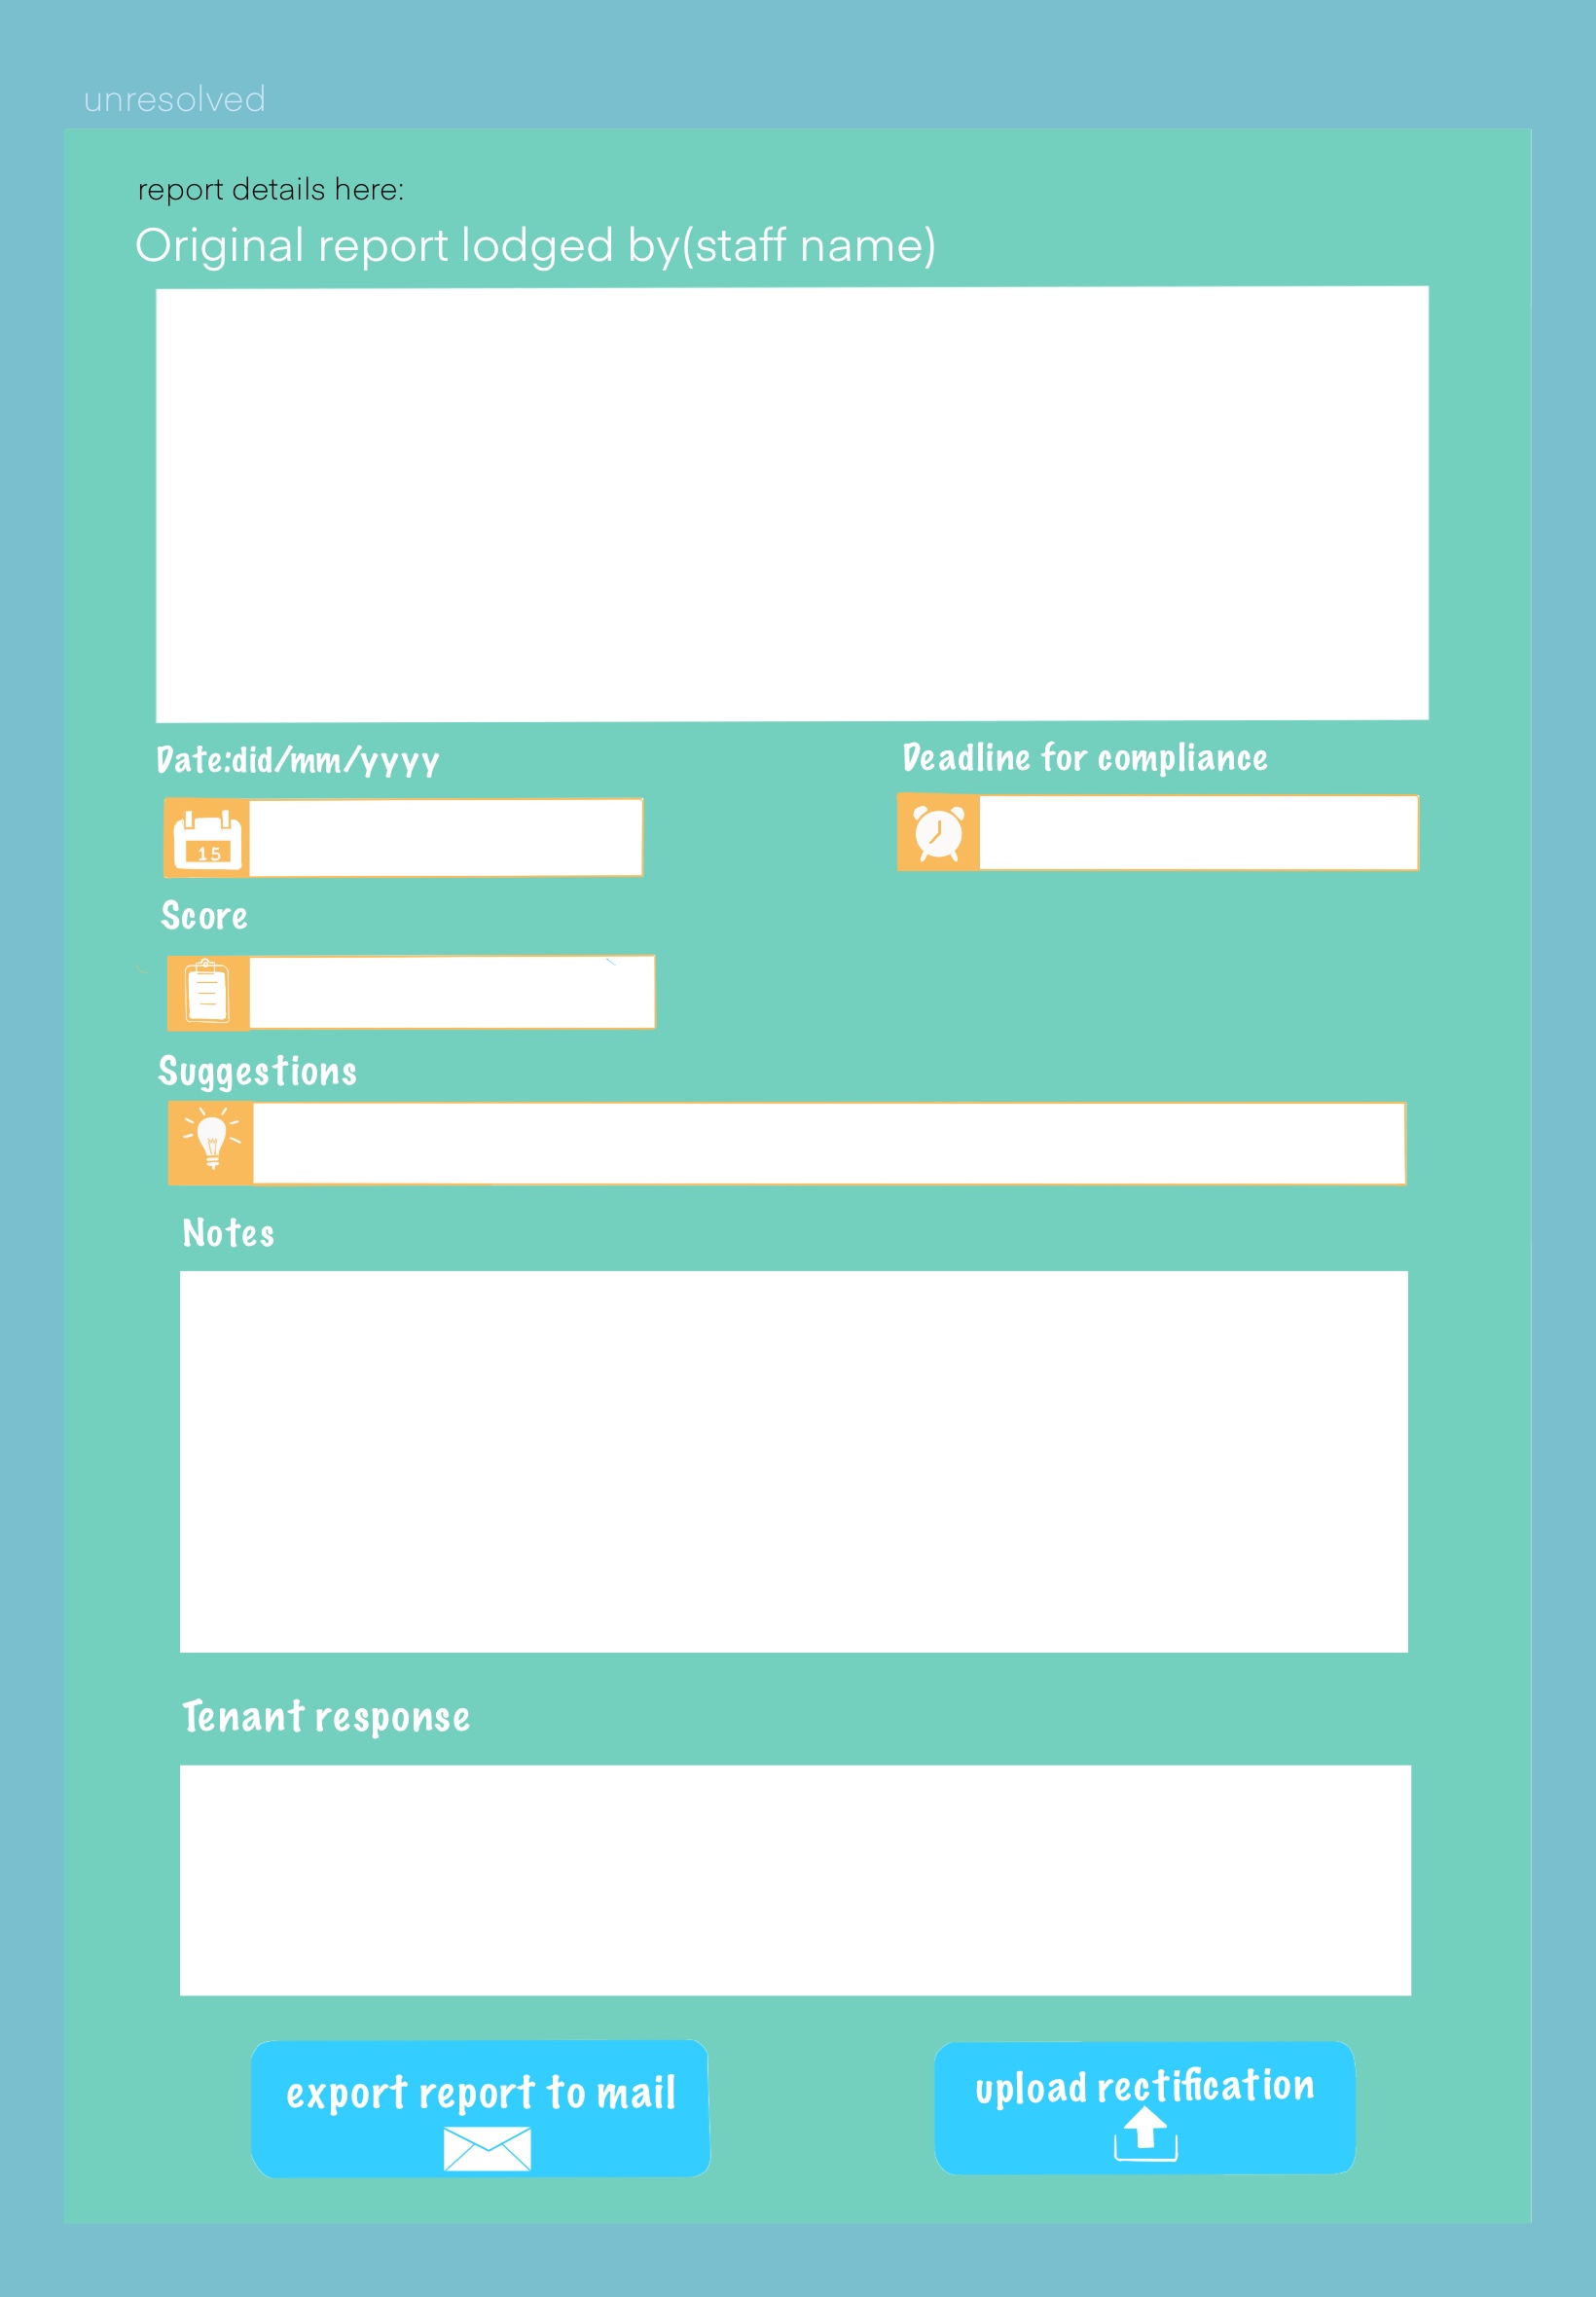 unresolved
report details here:
Original report lodged by(staff name)
Date:did/mm/yyyy
Deadline for compliance
15
Score
Suggestions
Notes
Tenant response
export report to mail
upload rectification